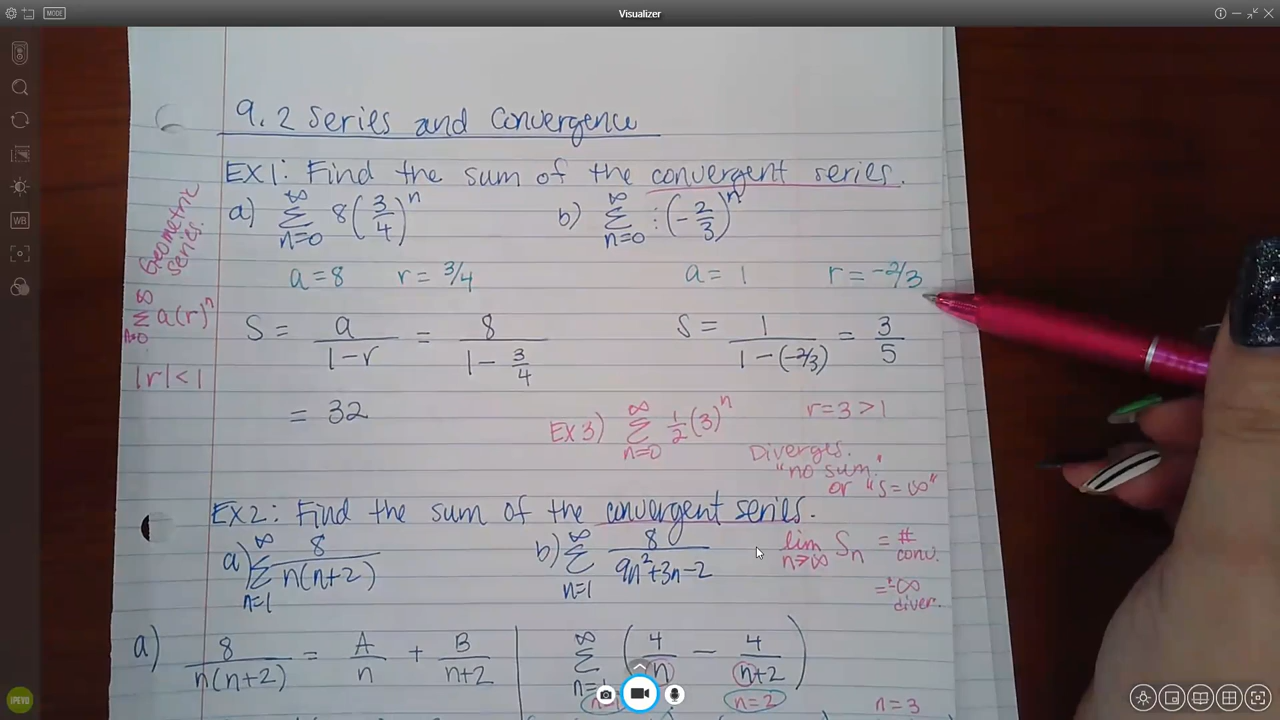 MODE
Visualizer
WB
9.2 Series and Convergence
EX1: Find the sum of the convergent series.
a) ∞ Σ n=0 8(3/4)^n
b) ∞ Σ n=0 (-2/3)^n
Geometric series.
∞ Σ n=0 a(r)^n
|r|<1
a=8 r=3/4
a=1 r=-2/3
S = a/(1-r) = 8/(1-3/4)
= 32
S = 1/(1-(-2/3)) = 3/5
EX3) ∞ Σ n=0 1/2(3)^n r=3>1
Diverges.
"no sum."
or "S=∞"
EX2: Find the sum of the convergent series.
a) ∞ Σ n=1 8/(n(n+2))
b) ∞ Σ n=1 8/(9n²+3n-2)
lim n→∞ Sn = # conv.
=±∞ diver.
a) 8/(n(n+2)) = A/n + B/(n+2)
∞ Σ (4/n - 4/(n+2))
n=2 n=3
IPEVO